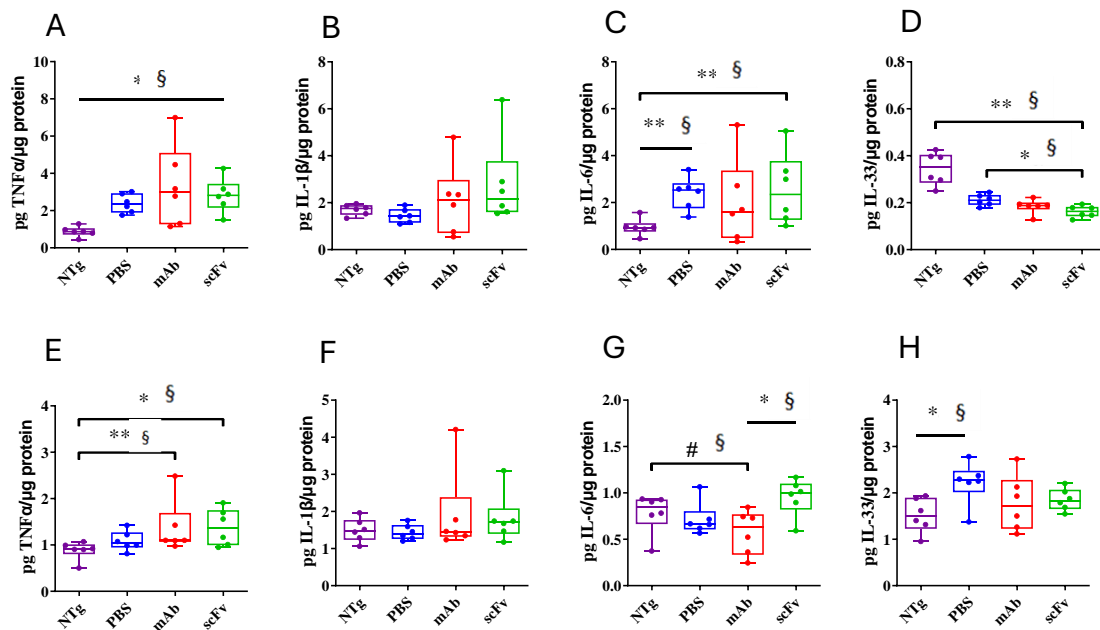 A
B
C
D
pg TNFα/µg protein
10
8
6
4
2
0
* §
NTg
PBS
mAb
scFv
pg IL-1β/µg protein
8
6
4
2
0
NTg
PBS
mAb
scFv
pg IL-6/µg protein
8
6
4
2
0
** §
** §
NTg
PBS
mAb
scFv
pg IL-33/µg protein
0.8
0.6
0.4
0.2
0.0
** §
* §
NTg
PBS
mAb
scFv
E
F
G
H
pg TNFα/µg protein
4
3
2
1
0
* §
** §
NTg
PBS
mAb
scFv
pg IL-1β/µg protein
5
4
3
2
1
0
NTg
PBS
mAb
scFv
pg IL-6/µg protein
2.0
1.5
1.0
0.5
0.0
# §
* §
NTg
PBS
mAb
scFv
pg IL-33/µg protein
4
3
2
1
0
* §
NTg
PBS
mAb
scFv